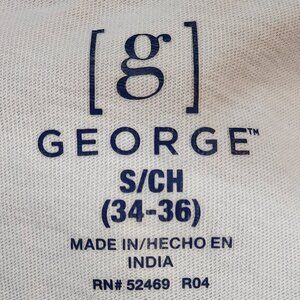 [g]
GEORGE™
S/CH
(34-36)
MADE IN/HECHO EN
INDIA
RN# 52469 R04